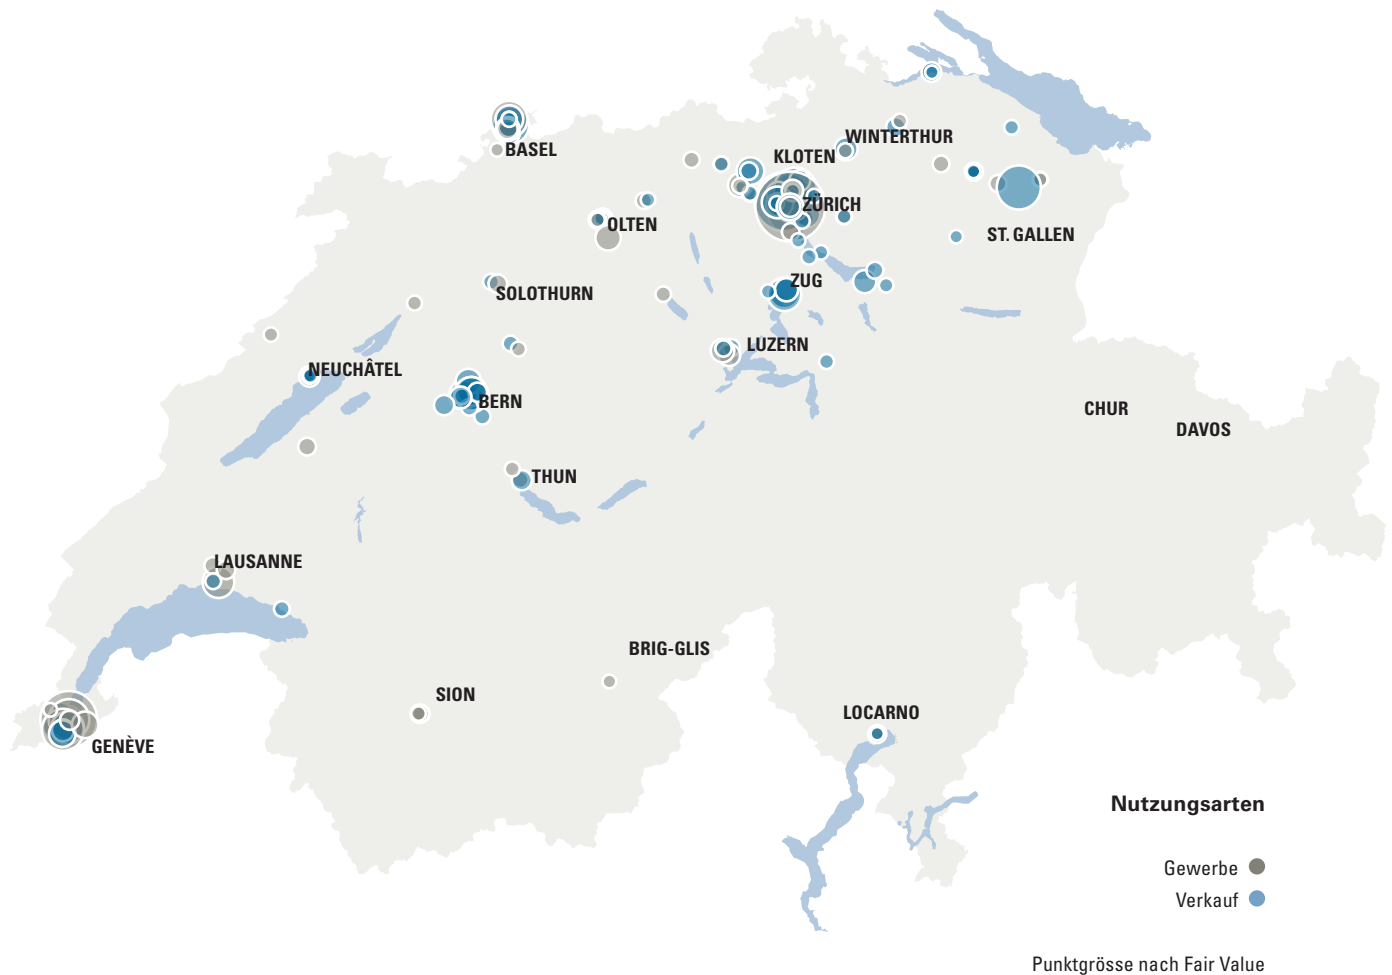 WINTERTHUR
BASEL
KLOTEN
ZÜRICH
OLTEN
ST. GALLEN
ZUG
SOLOTHURN
LUZERN
NEUCHÂTEL
BERN
CHUR
DAVOS
THUN
LAUSANNE
BRIG-GLIS
SION
LOCARNO
GENÈVE
Nutzungsarten
Gewerbe
Verkauf
Punktgrösse nach Fair Value